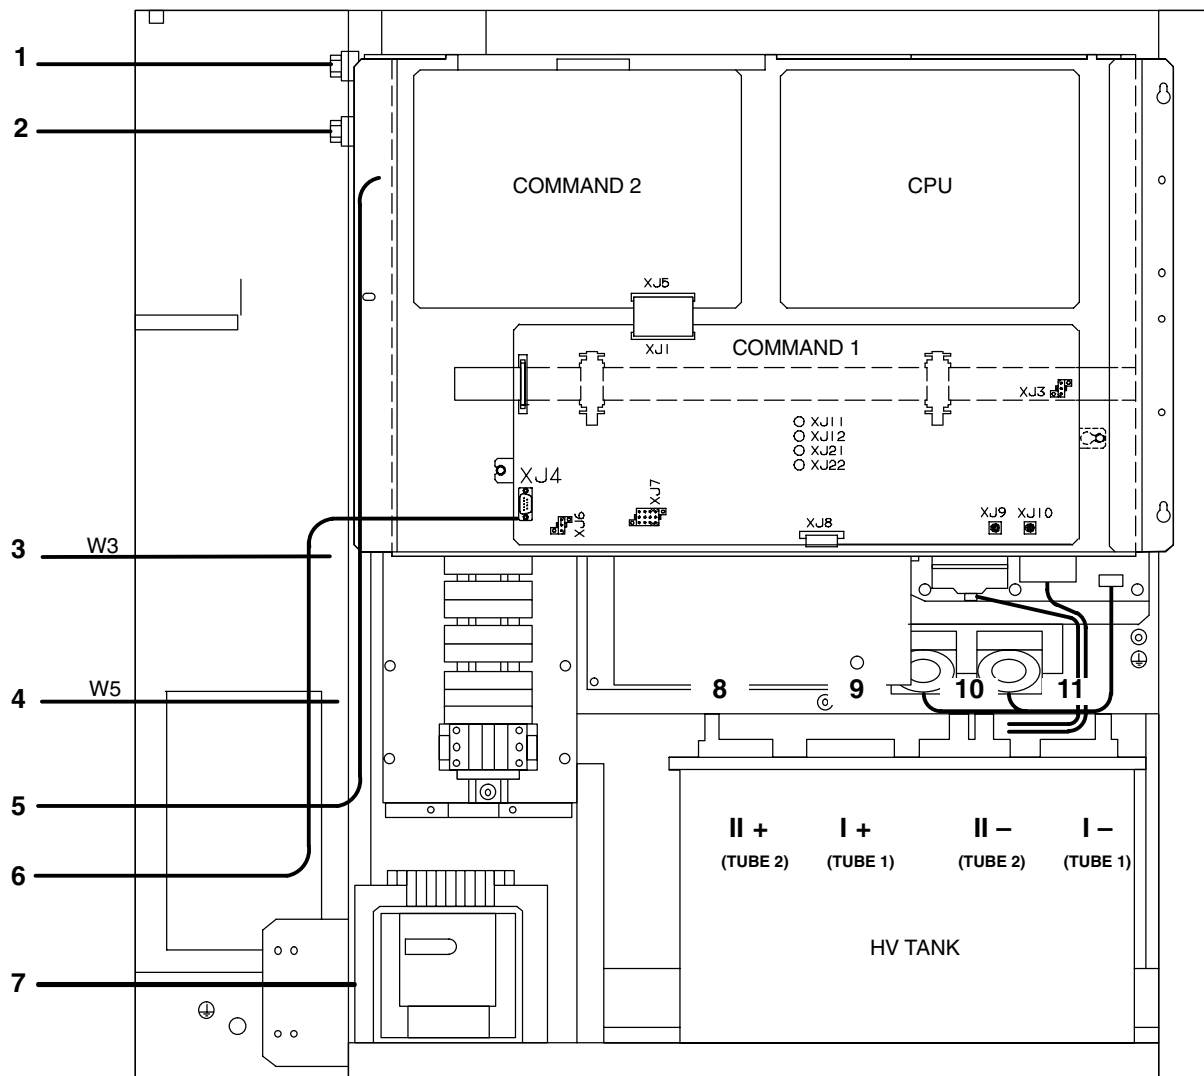 1
2
COMMAND 2
CPU
XJ5
XJ1
COMMAND 1
XJ3
XJ11
XJ12
XJ21
XJ22
XJ4
XJ6
XJ7
XJ8
XJ9
XJ10
3
W3
4
W5
8
9
10
11
5
II +
I +
II –
I –
(TUBE 2)
(TUBE 1)
(TUBE 2)
(TUBE 1)
6
HV TANK
7